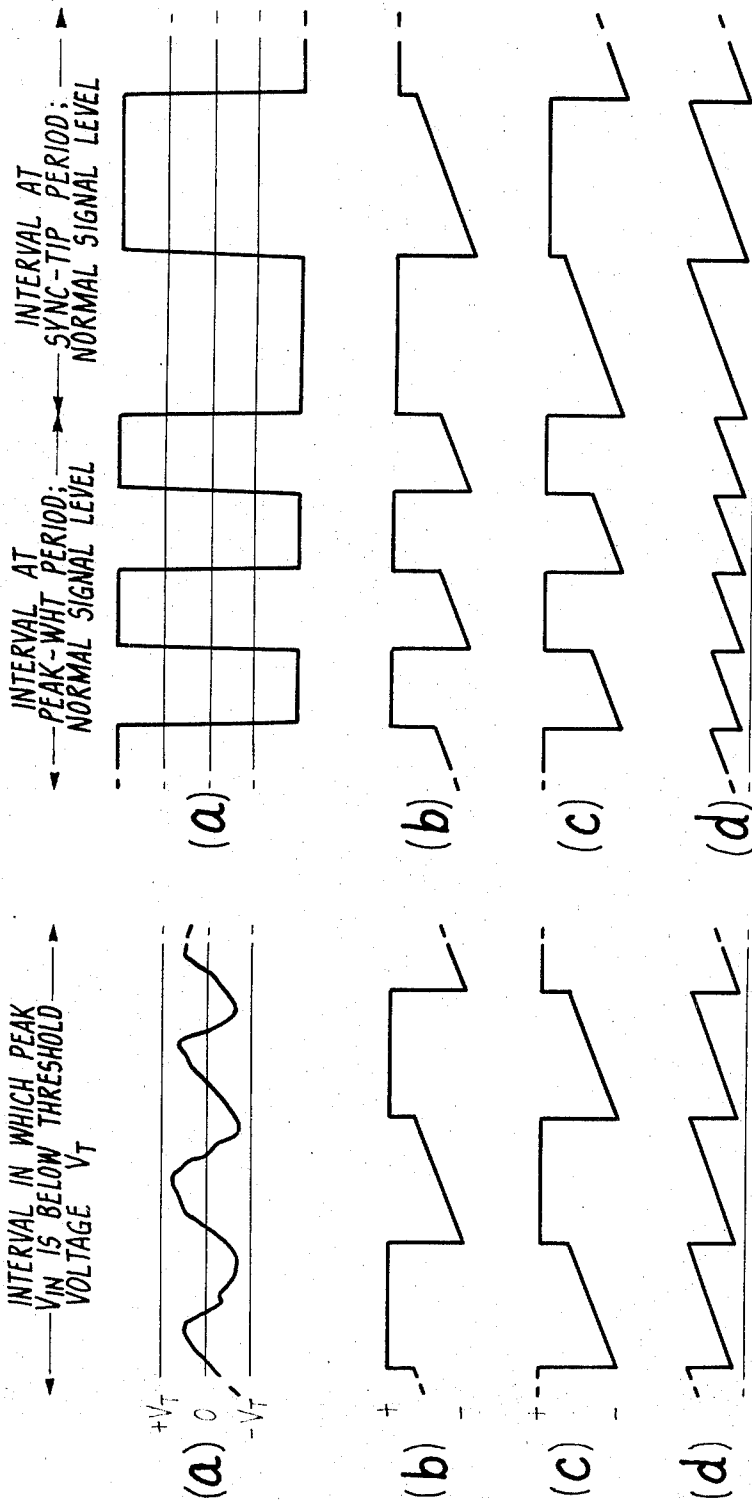 INTERVAL IN WHICH PEAK
VIN IS BELOW THRESHOLD
VOLTAGE VT
+VT
0
-VT
(a)
+
-
(b)
+
-
(c)
(d)
INTERVAL AT
PEAK-WHT PERIOD;
NORMAL SIGNAL LEVEL
INTERVAL AT
SYNC-TIP PERIOD;
NORMAL SIGNAL LEVEL
(a)
(b)
(c)
(d)